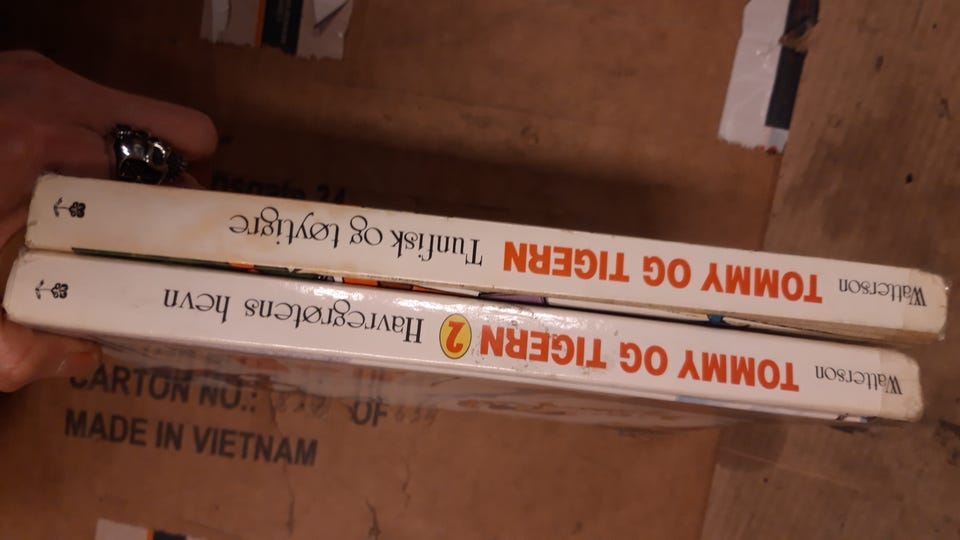 Watterson TOMMY OG TIGERN Tunfisk og tøytigre
Watterson TOMMY OG TIGERN 2 Havregrøtens hevn
CARTON NO.: OF
MADE IN VIETNAM